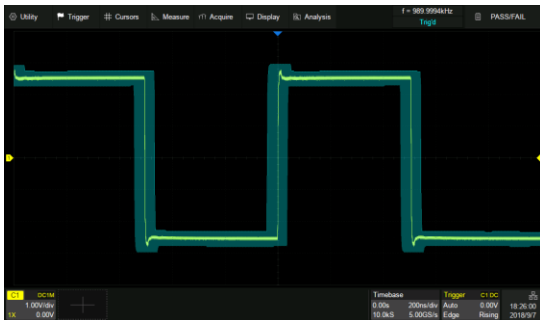 Utility Trigger Cursors Measure Acquire Display Analysis f = 989.9994kHz PASS/FAIL
Trig'd
C1 DC1M
1.00V/div
1X 0.00V
Timebase
0.00s 200ns/div
10.0kS 5.00GS/s
Trigger C1 DC
Auto 0.00V
Edge Rising
18:26:00
2018/9/7